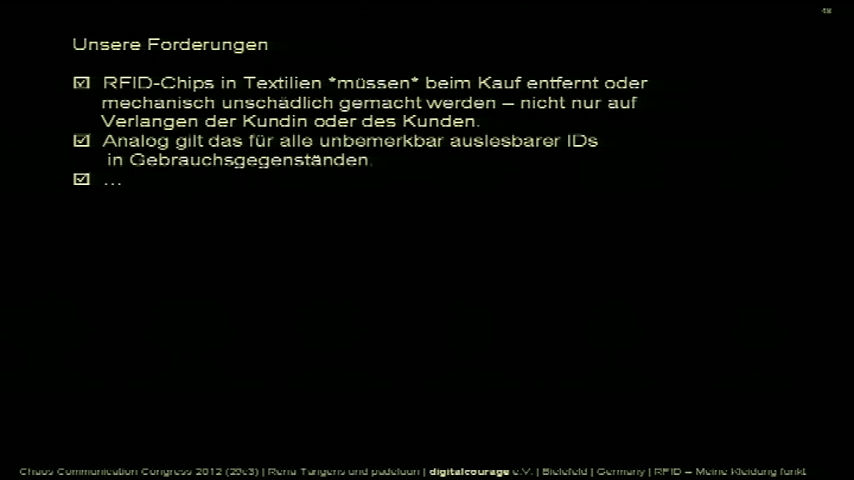 Unsere Forderungen
☑ RFID-Chips in Textilien *müssen* beim Kauf entfernt oder
mechanisch unschädlich gemacht werden – nicht nur auf
Verlangen der Kundin oder des Kunden.
☑ Analog gilt das für alle unbemerkbar auslesbarer IDs
in Gebrauchsgegenständen.
☑ ...
Chaos Communication Congress 2012 (29c3) | Rena Tangens und padeluun | digitalcourage e.V. | Bielefeld | Germany | RFID – Meine Kleidung funkt